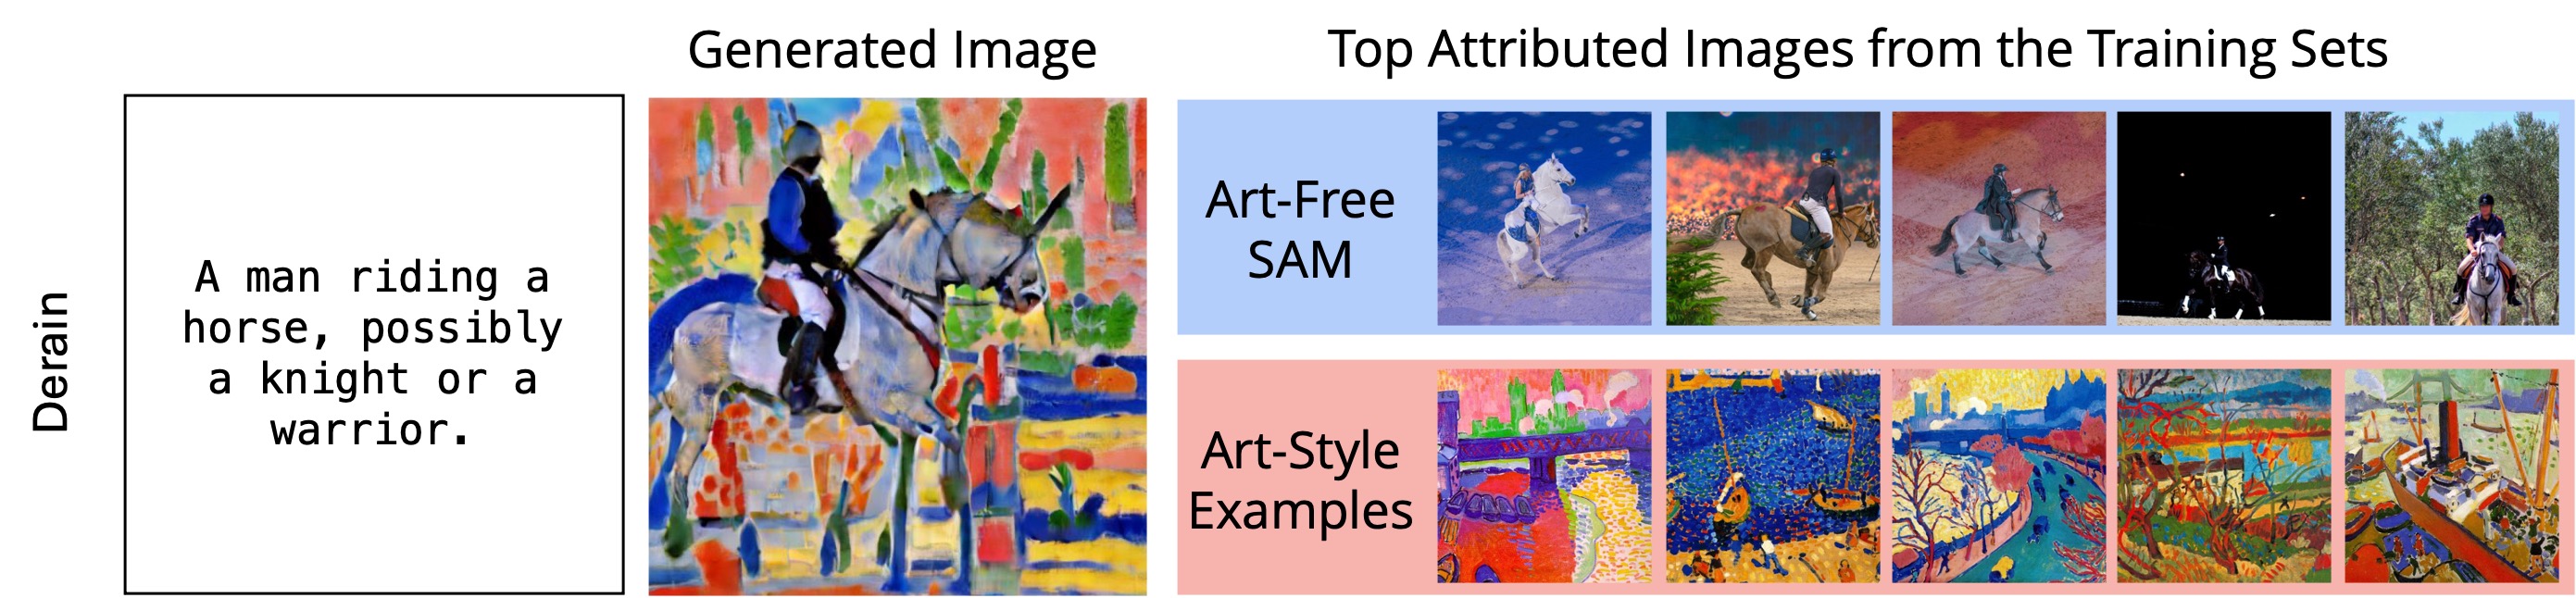 Generated Image
Top Attributed Images from the Training Sets
Derain
A man riding a
horse, possibly
a knight or a
warrior.
Art-Free
SAM
Art-Style
Examples